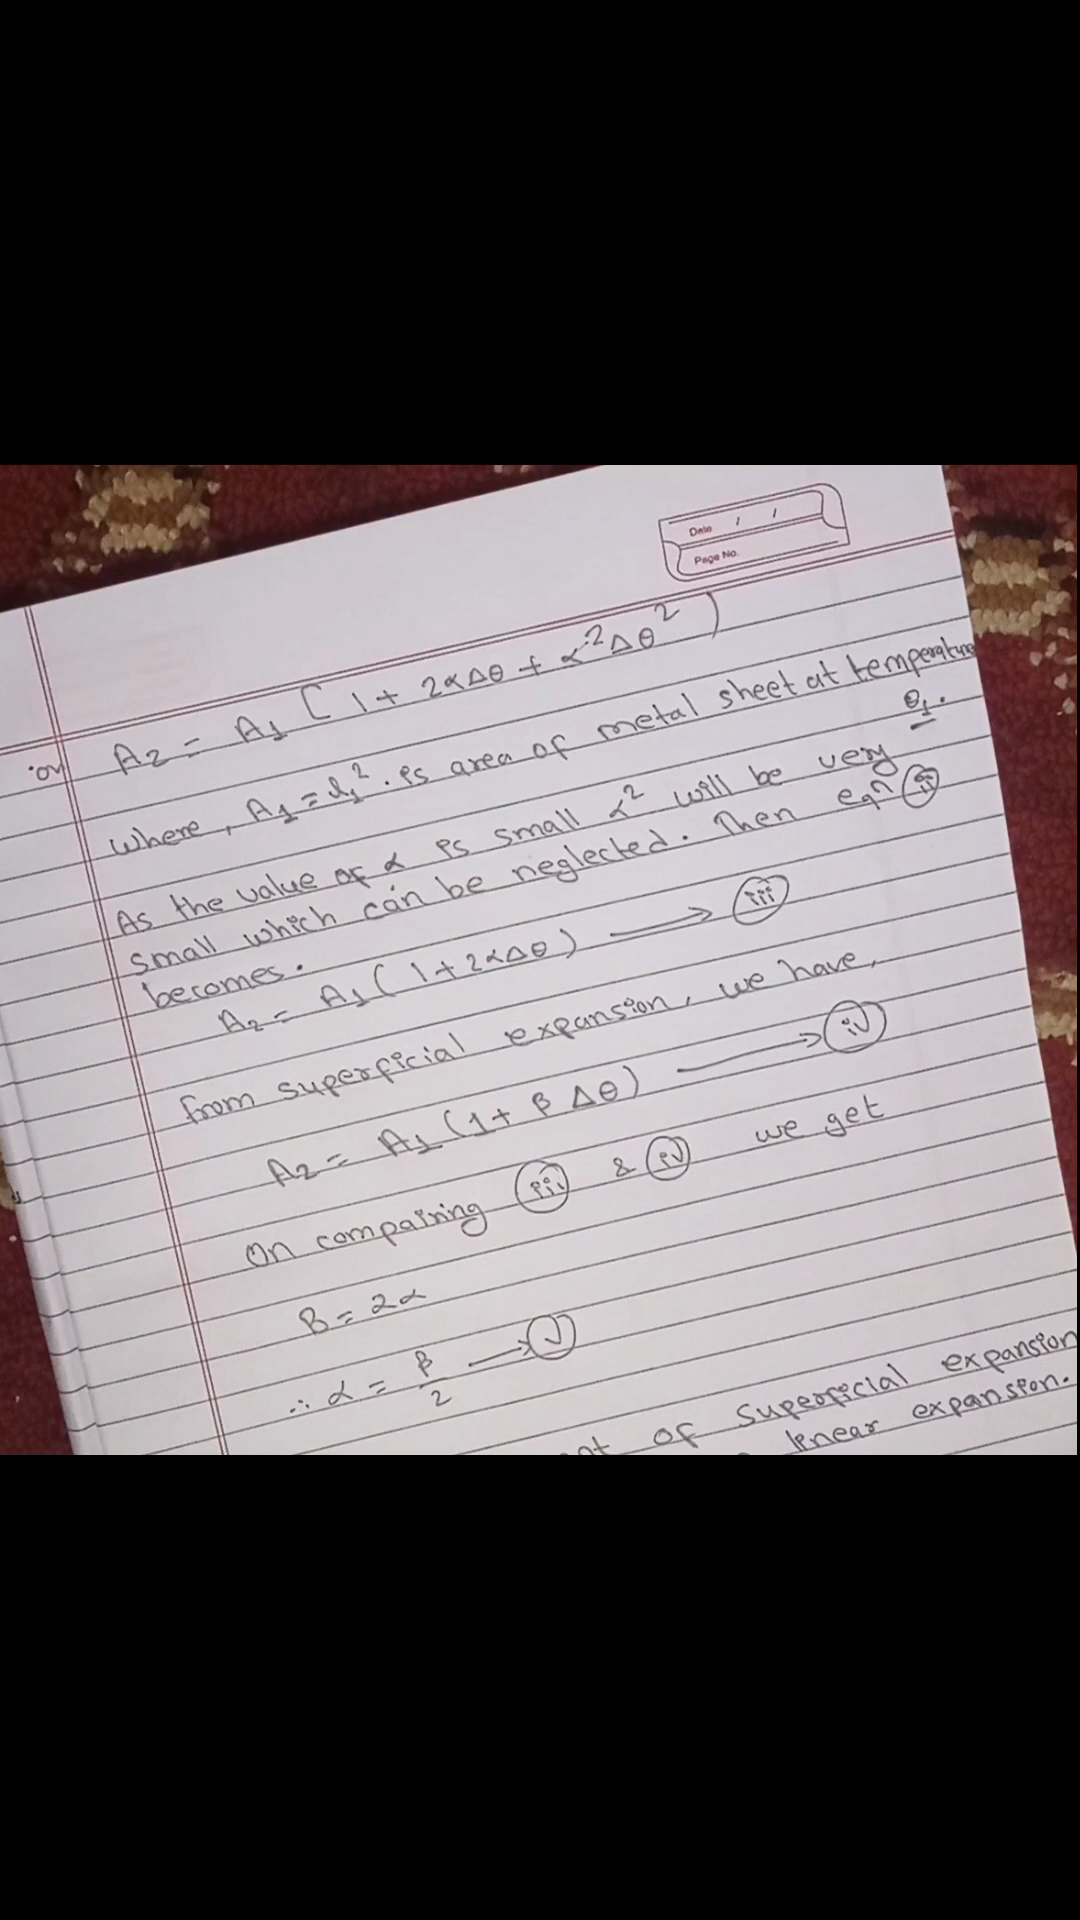 Date / /
Page No.
or A₂ = A₁ [ 1 + 2αΔθ + α²Δθ² )
where, A₁ = l₁². is area of metal sheet at temperature
θ₁.
As the value of α is small α² will be very
small which can be neglected. Then eqⁿ (ii)
becomes.
A₂ = A₁ ( 1 + 2αΔθ ) → (iii)
from superficial expansion, we have,
A₂ = A₁ (1 + β Δθ) → (iv)
On compairing (iii) & (iv) we get
β = 2α
∴ α = β/2 → (v)
of superficial expansion
linear expansion.